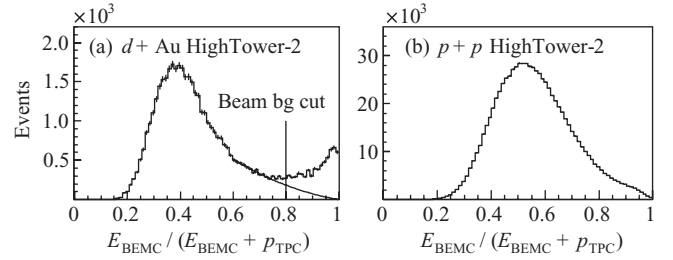 ×10³
(a) d + Au HighTower-2
Beam bg cut
Events
2.0
1.5
0.9
0.3
0.2 0.4 0.6 0.8 1
E_BEMC / (E_BEMC + p_TPC)
×10³
(b) p + p HighTower-2
30
20
10
0
0 0.2 0.4 0.6 0.8 1
E_BEMC / (E_BEMC + p_TPC)